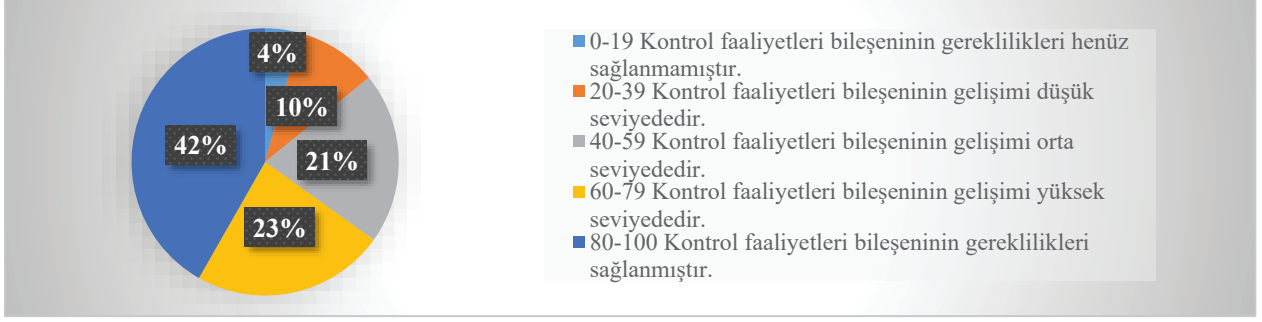 4%
10%
21%
23%
42%
0-19 Kontrol faaliyetleri bileşeninin gereklilikleri henüz
sağlanmamıştır.
20-39 Kontrol faaliyetleri bileşeninin gelişimi düşük
seviyededir.
40-59 Kontrol faaliyetleri bileşeninin gelişimi orta
seviyededir.
60-79 Kontrol faaliyetleri bileşeninin gelişimi yüksek
seviyededir.
80-100 Kontrol faaliyetleri bileşeninin gereklilikleri
sağlanmıştır.